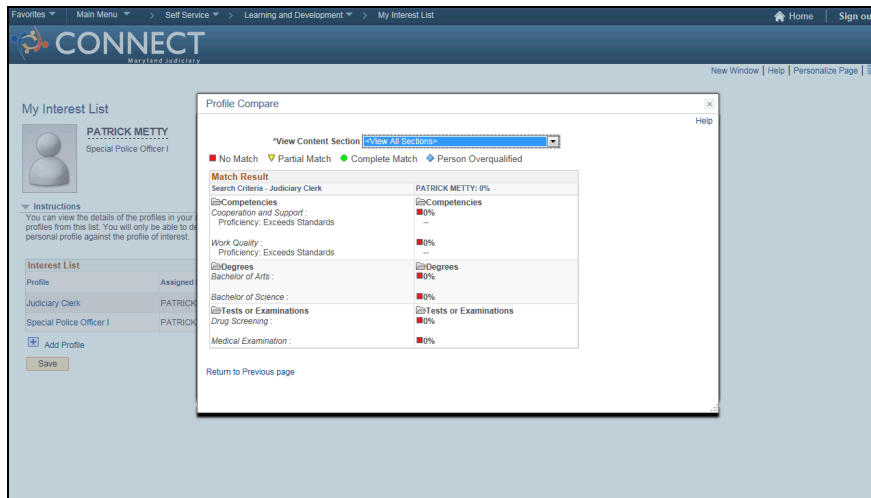 Favorites Main Menu > Self Service > Learning and Development > My Interest List Home Sign ou
CONNECT
Maryland Judiciary
New Window | Help | Personalize Page |
My Interest List
PATRICK METTY
Special Police Officer I
Instructions
You can view the details of the profiles in your i
profiles from this list. You will only be able to de
personal profile against the profile of interest.
Interest List
Profile Assigned
Judiciary Clerk PATRICK
Special Police Officer I PATRICK
Add Profile
Save
Profile Compare
Help
*View Content Section <View All Sections>
No Match Partial Match Complete Match Person Overqualified
Match Result
Search Criteria - Judiciary Clerk PATRICK METTY: 0%
Competencies Competencies
Cooperation and Support : 0%
Proficiency: Exceeds Standards --
Work Quality : 0%
Proficiency: Exceeds Standards --
Degrees Degrees
Bachelor of Arts : 0%
Bachelor of Science : 0%
Tests or Examinations Tests or Examinations
Drug Screening : 0%
Medical Examination : 0%
Return to Previous page